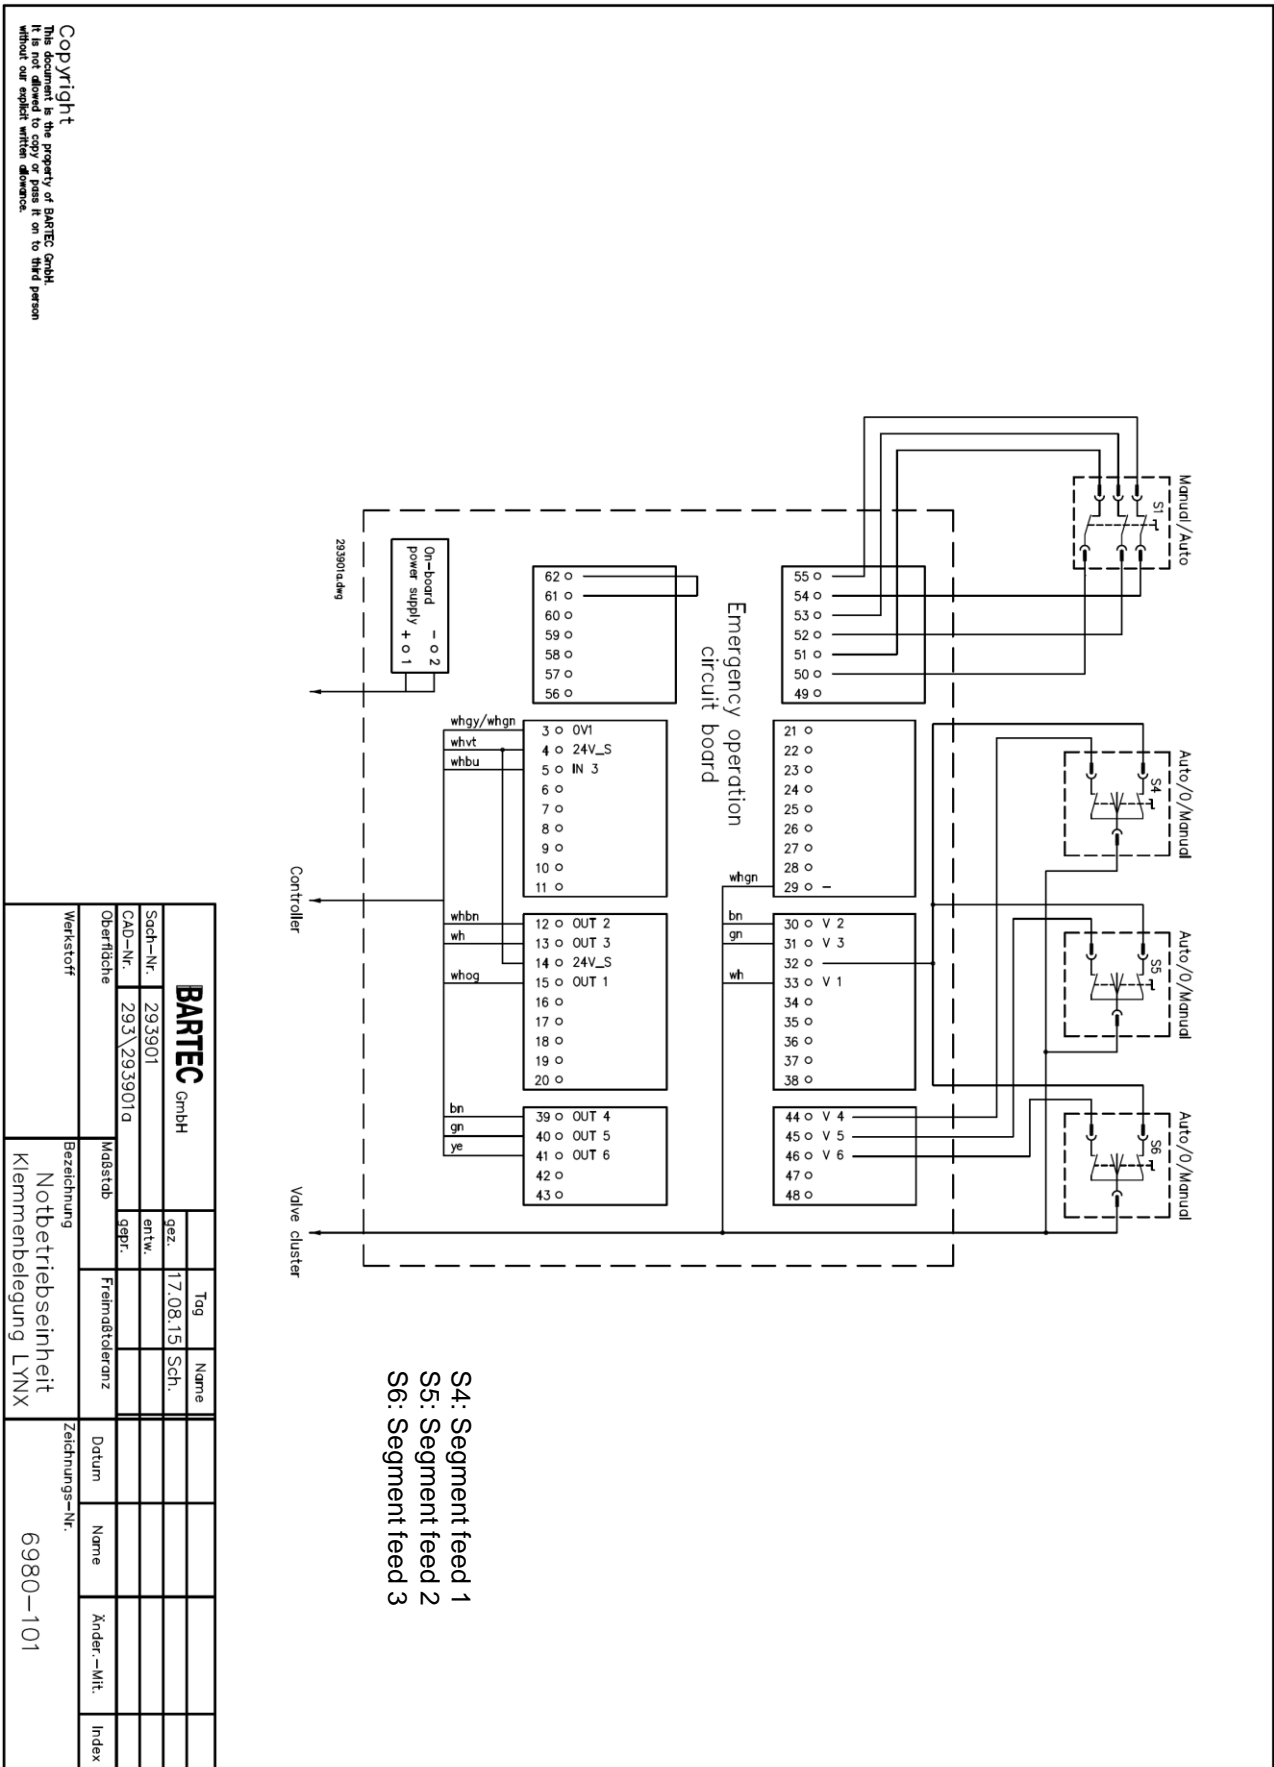 Copyright
This document is the property of BARTEC GmbH.
It is not allowed to copy or pass it on to third person
without our explicit written allowance.
Manual/Auto
S1
Auto/0/Manual
S4
Auto/0/Manual
S5
Auto/0/Manual
S6
55
54
53
52
51
50
49
21
22
23
24
25
26
27
28
29 –
30 V 2
31 V 3
32
33 V 1
34
35
36
37
38
44 V 4
45 V 5
46 V 6
47
48
whgn
bn
gn
wh
Emergency operation
circuit board
62
61
60
59
58
57
56
3 0V1
4 24V_S
5 IN 3
6
7
8
9
10
11
12 OUT 2
13 OUT 3
14 24V_S
15 OUT 1
16
17
18
19
20
39 OUT 4
40 OUT 5
41 OUT 6
42
43
whgy/whgn
whvt
whbu
whbn
wh
whog
bn
gn
ye
On-board
power supply
– 2
+ 1
293901a.dwg
Controller
Valve cluster
S4: Segment feed 1
S5: Segment feed 2
S6: Segment feed 3
BARTEC GmbH
Tag Name
gez. 17.08.15 Sch.
Sach-Nr. 293901 entw.
CAD-Nr. 293\293901a gepr.
Oberfläche Maßstab Freimaßtoleranz Datum Name Änder.-Mit. Index
Werkstoff Bezeichnung Zeichnungs-Nr.
Notbetriebseinheit
Klemmenbelegung LYNX
6980-101